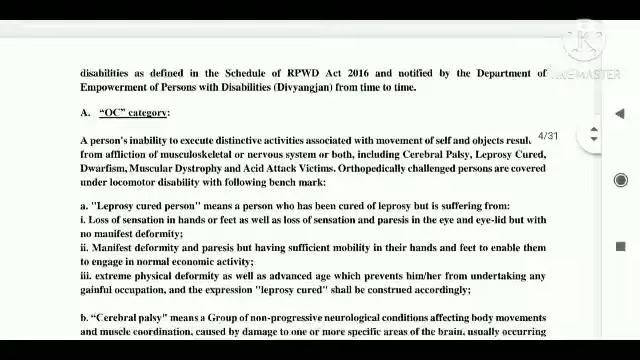 disabilities as defined in the Schedule of RPWD Act 2016 and notified by the Department of
Empowerment of Persons with Disabilities (Divyangjan) from time to time.
A. “OC” category:
A person's inability to execute distinctive activities associated with movement of self and objects
from affliction of musculoskeletal or nervous system or both, including Cerebral Palsy, Leprosy Cured,
Dwarfism, Muscular Dystrophy and Acid Attack Victims. Orthopedically challenged persons are covered
under locomotor disability with following bench mark:
a. "Leprosy cured person" means a person who has been cured of leprosy but is suffering from:
i. Loss of sensation in hands or feet as well as loss of sensation and paresis in the eye and eye-lid but with
no manifest deformity;
ii. Manifest deformity and paresis but having sufficient mobility in their hands and feet to enable them
to engage in normal economic activity;
iii. extreme physical deformity as well as advanced age which prevents him/her from undertaking any
gainful occupation, and the expression "leprosy cured" shall be construed accordingly;
b. “Cerebral palsy" means a Group of non-progressive neurological conditions affecting body movements
and muscle coordination, caused by damage to one or more specific areas of the brain, usually occurring
4/31
K
KINEMASTER